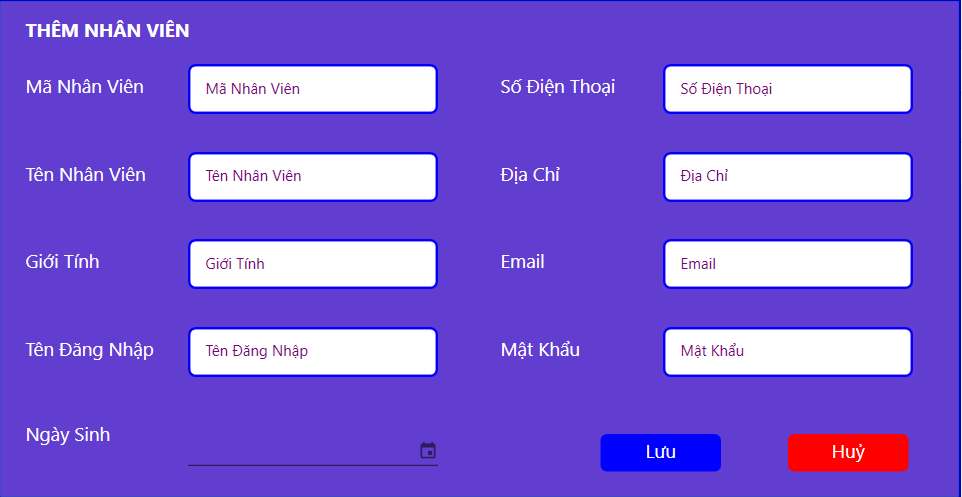 THÊM NHÂN VIÊN
Mã Nhân Viên
Mã Nhân Viên
Số Điện Thoại
Số Điện Thoại
Tên Nhân Viên
Tên Nhân Viên
Địa Chỉ
Địa Chỉ
Giới Tính
Giới Tính
Email
Email
Tên Đăng Nhập
Tên Đăng Nhập
Mật Khẩu
Mật Khẩu
Ngày Sinh
Lưu
Huỷ